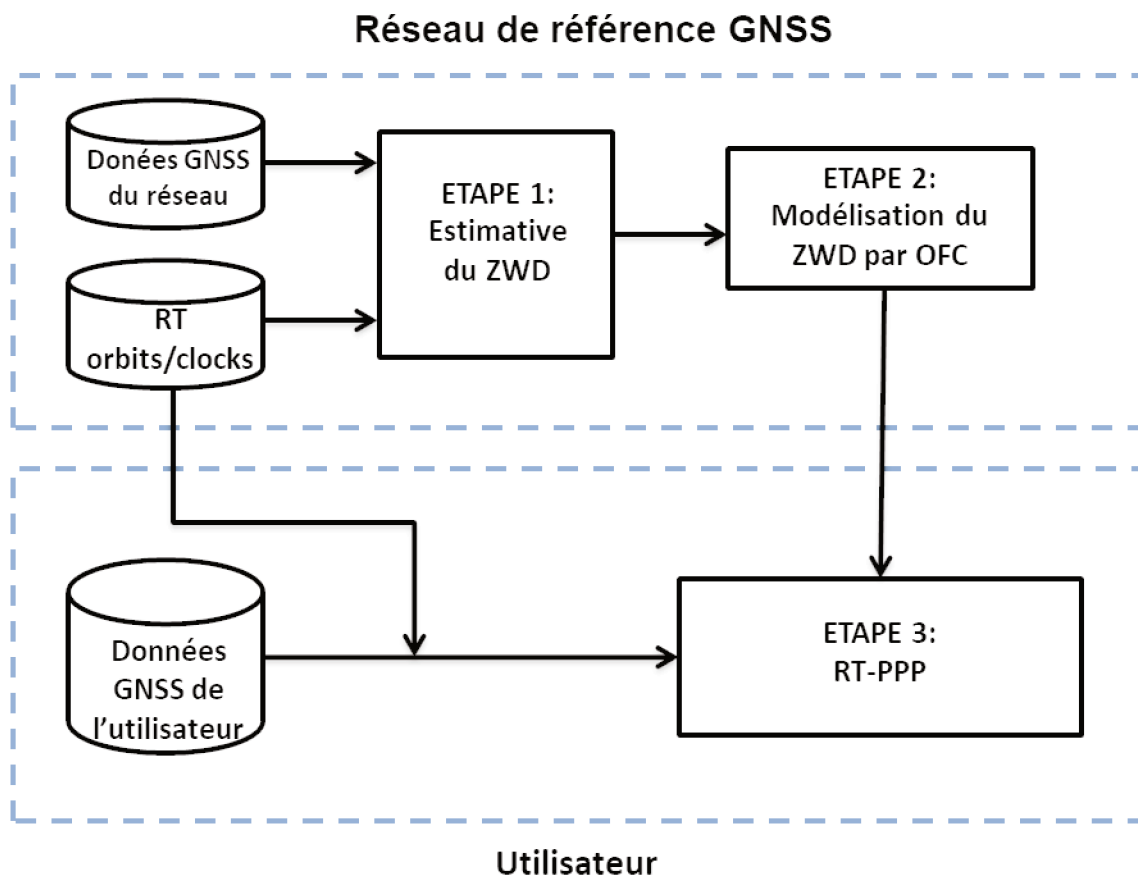 Réseau de référence GNSS
Donées GNSS
du réseau
RT
orbits/clocks
ETAPE 1:
Estimative
du ZWD
ETAPE 2:
Modélisation du
ZWD par OFC
Données
GNSS de
l’utilisateur
ETAPE 3:
RT-PPP
Utilisateur